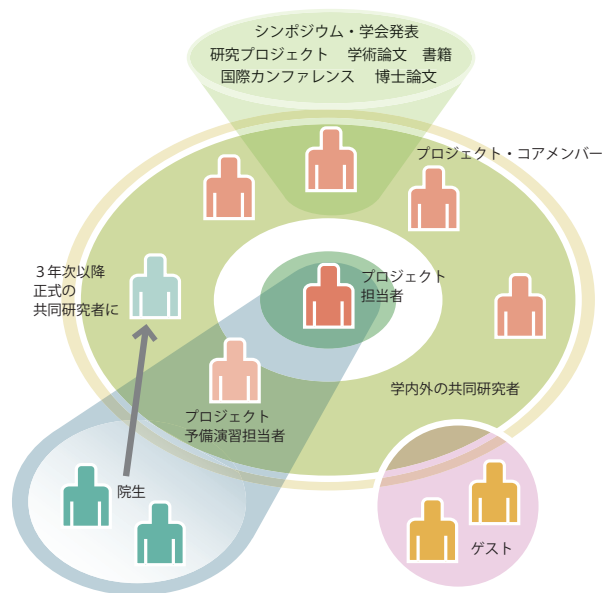 シンポジウム・学会発表
研究プロジェクト　学術論文　書籍
国際カンファレンス　博士論文
プロジェクト・コアメンバー
３年次以降
正式の
共同研究者に
プロジェクト
担当者
学内外の共同研究者
プロジェクト
予備演習担当者
院生
ゲスト